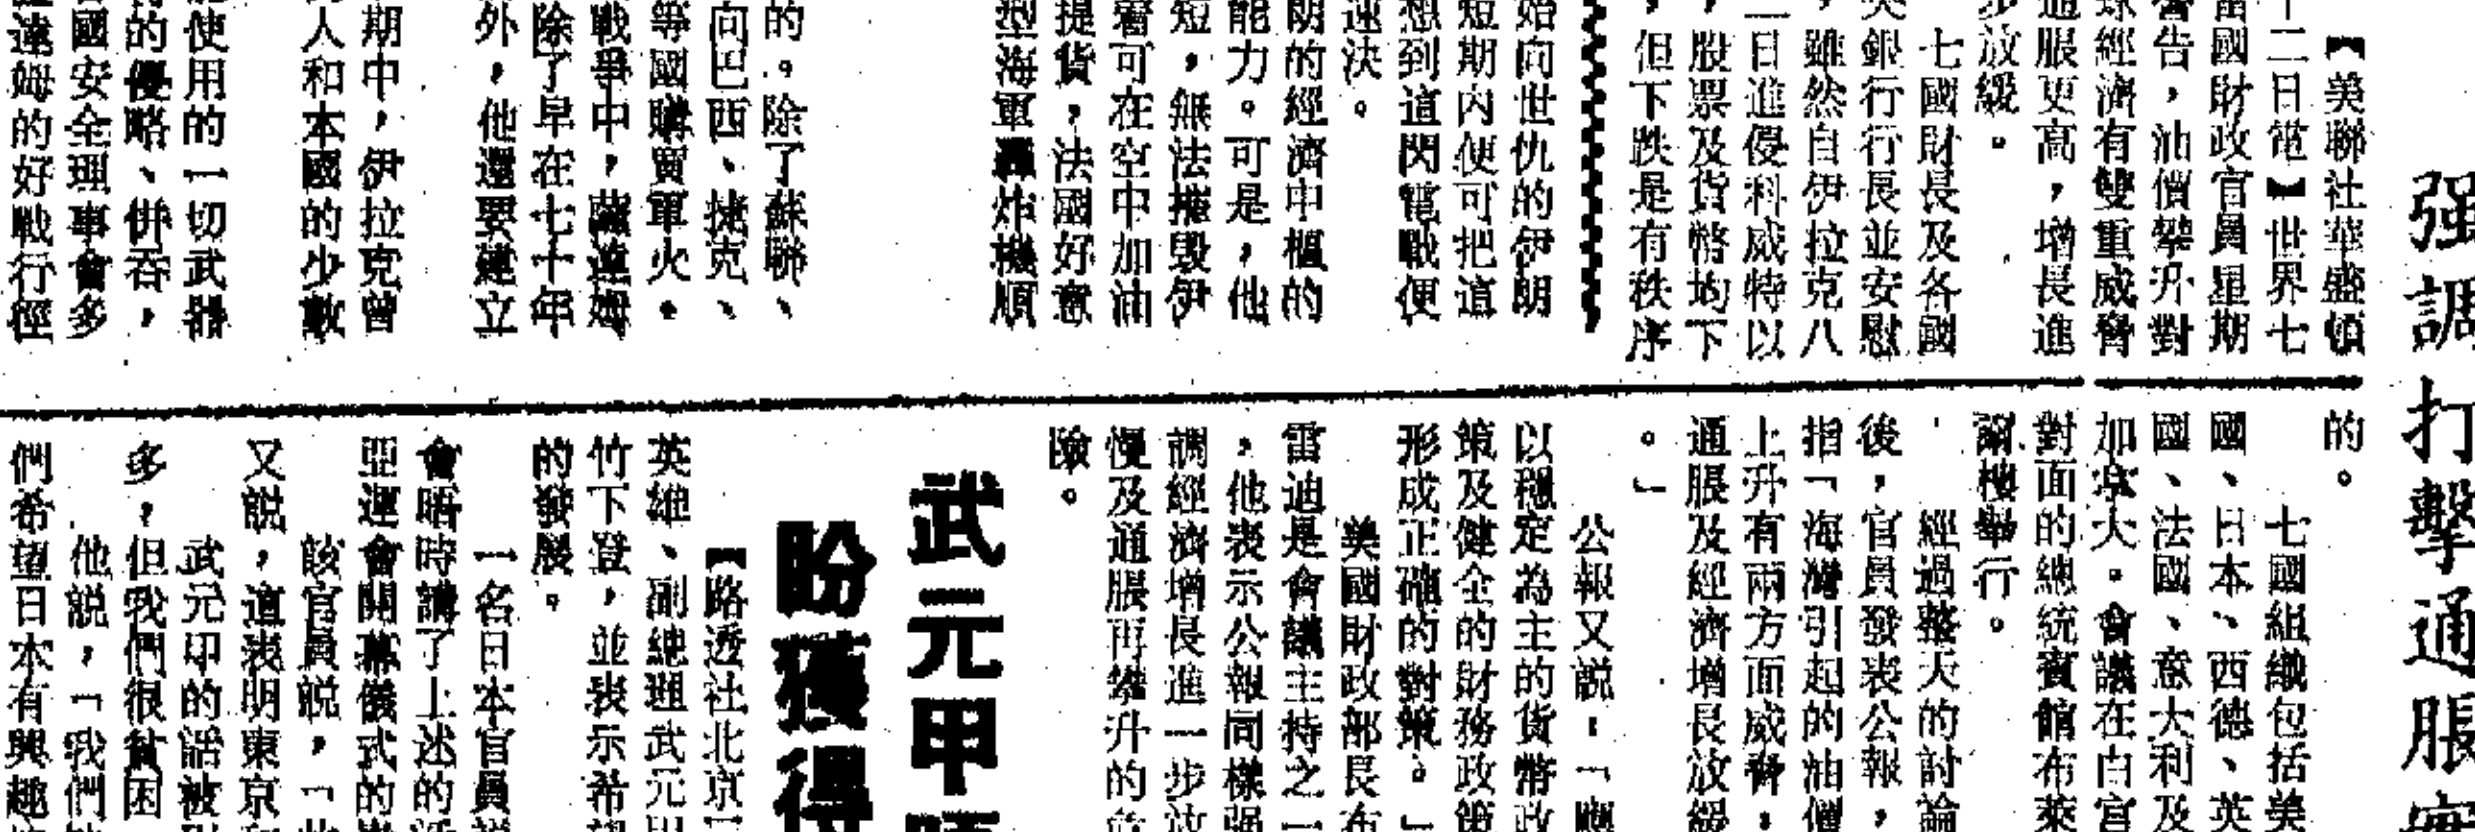 强調打擊通脹
【美聯社華盛頓
十二日電】世界七
富國財政官員星期
警告，油價攀升對
球經濟有雙重威脅
通脹更高，增長進
步放緩。
七國財長及各國
央銀行行長並安慰
，雖然自伊拉克八
二日進侵科威特以
，股票及貨幣均下
，但下跌是有秩序
的。
七國組織包括美
國、日本、西德、英
國、法國、意大利及
加拿大。會議在白宮
對面的總統賓館布萊
爾樓舉行。
經過整天的討論
後，官員發表公報，
指「海灣引起的油價
上升有兩方面威脅，
通脹及經濟增長放緩
。」
公報又說：「應
以穩定為主的貨幣政
策及健全的財務政策
形成正確的對策。」
美國財政部長布
雷迪是會議主持之一
，他表示公報同樣强
調經濟增長進一步放
慢及通脹再攀升的危
險。
始向世仇的伊朗
短期內便可把這
想到這閃電戰便
速決。
朗的經濟中樞的
能力。可是，他
短，無法摧毀伊
署可在空中加油
提貨，法國好意
型海軍轟炸機順
的。除了蘇聯、
向巴西、捷克、
等國購買軍火。
戰爭中，薩達姆
除了早在七十年
外，他還要建立
期中，伊拉克曾
人和本國的少數
使用的一切武器
的侵略、併吞，
國安全理事會多
達姆的好戰行徑
武元甲晤
盼獲得
【路透社北京
英雄、副總理武元甲
竹下登，並表示希望
的發展。
一名日本官員說
會晤時講了上述的話
亞運會開幕儀式的
該官員說，「
又說，這表明東京和
武元甲的話被
多，但我們很貧困
他說，「我們
們希望日本有興趣